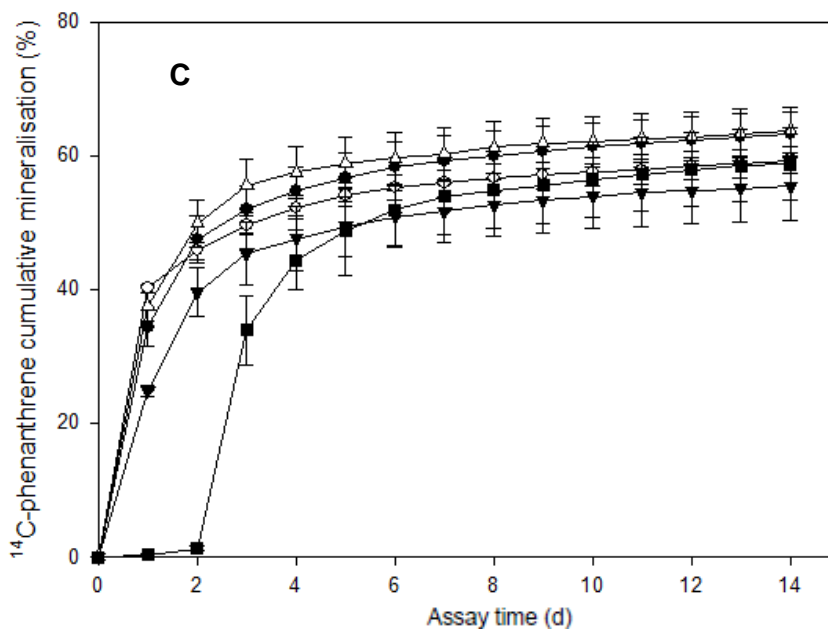 80
60
40
20
0
C
¹⁴C-phenanthrene cumulative mineralisation (%)
0 2 4 6 8 10 12 14
Assay time (d)